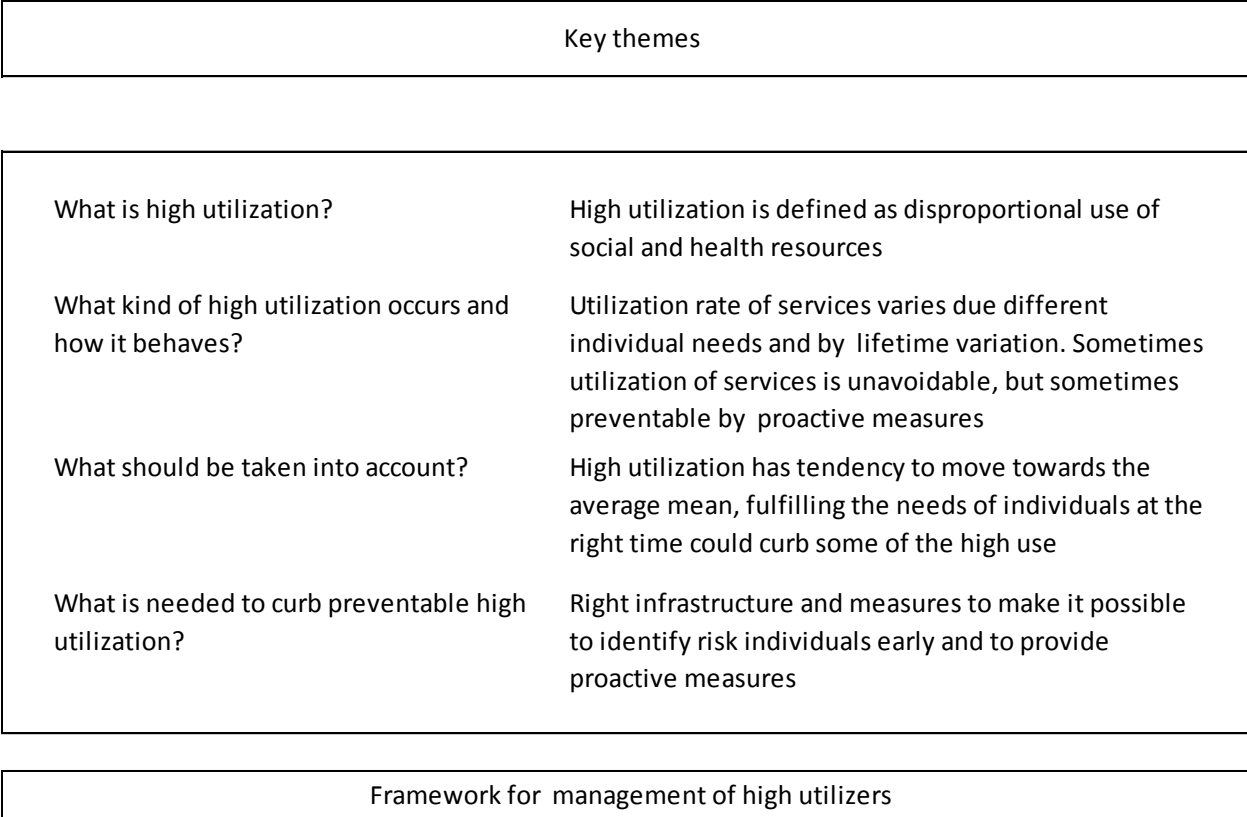 Key themes
What is high utilization?
High utilization is defined as disproportional use of
social and health resources
What kind of high utilization occurs and
how it behaves?
Utilization rate of services varies due different
individual needs and by lifetime variation. Sometimes
utilization of services is unavoidable, but sometimes
preventable by proactive measures
What should be taken into account?
High utilization has tendency to move towards the
average mean, fulfilling the needs of individuals at the
right time could curb some of the high use
What is needed to curb preventable high
utilization?
Right infrastructure and measures to make it possible
to identify risk individuals early and to provide
proactive measures
Framework for management of high utilizers